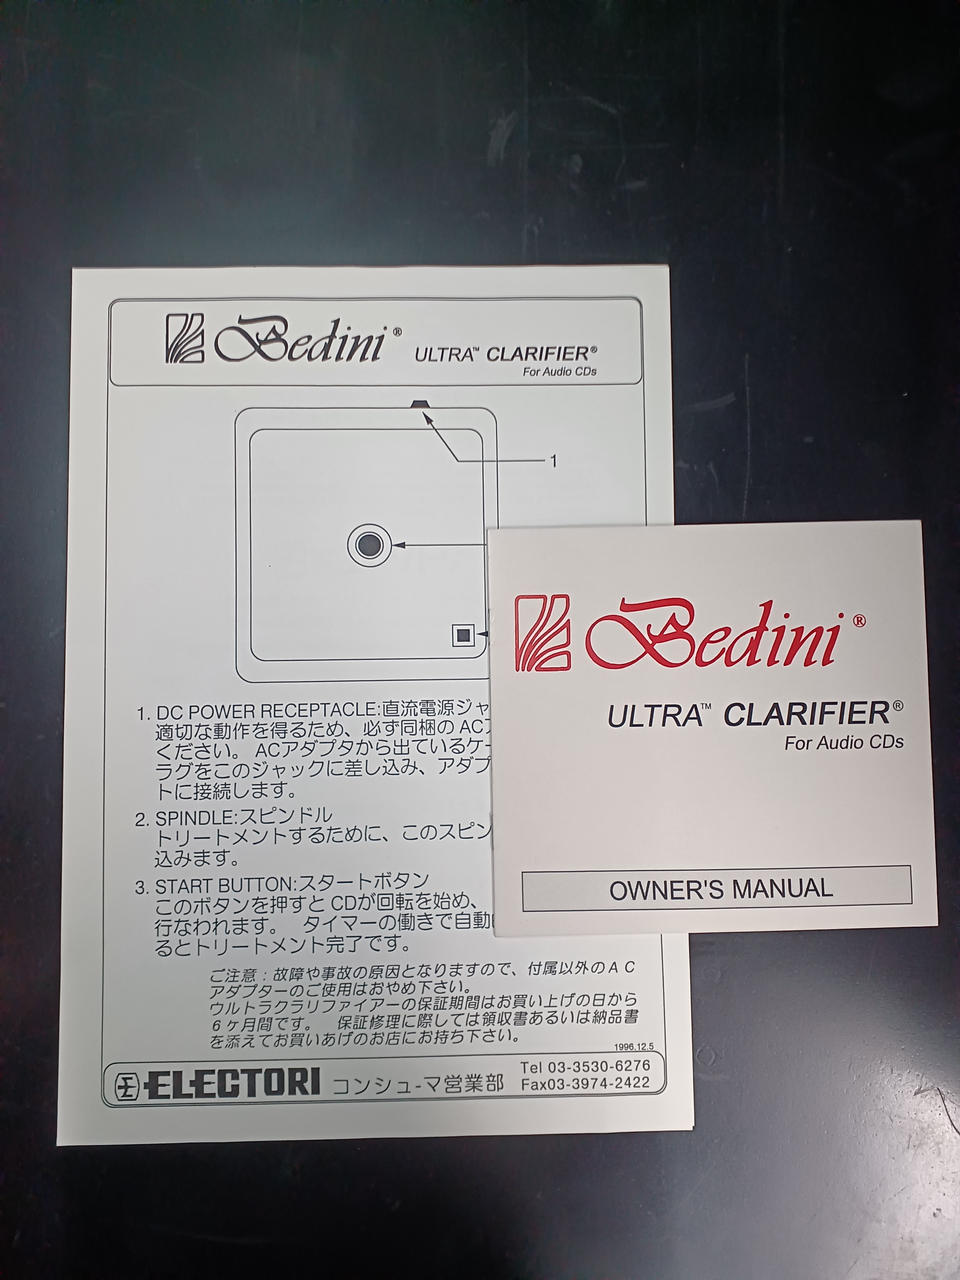 Bedini®
ULTRA™ CLARIFIER®
For Audio CDs
1
1. DC POWER RECEPTACLE:直流電源ジャ
適切な動作を得るため、必ず同梱の AC
ください。 ACアダプタから出ているケー
ラグをこのジャックに差し込み、アダプ
トに接続します。
2. SPINDLE:スピンドル
トリートメントするために、このスピン
込みます。
3. START BUTTON:スタートボタン
このボタンを押すと CDが回転を始め、
行なわれます。 タイマーの働きで自動
るとトリートメント完了です。
ご注意:故障や事故の原因となりますので、付属以外のAC
アダプターのご使用はおやめ下さい。
ウルトラクラリファイアーの保証期間はお買い上げの日から
6ヶ月間です。 保証修理に際しては領収書あるいは納品書
を添えてお買いあげのお店にお持ち下さい。
1996.12.5
ELECTORI コンシュ-マ営業部
Tel 03-3530-6276
Fax03-3974-2422
Bedini®
ULTRA™ CLARIFIER®
For Audio CDs
OWNER'S MANUAL